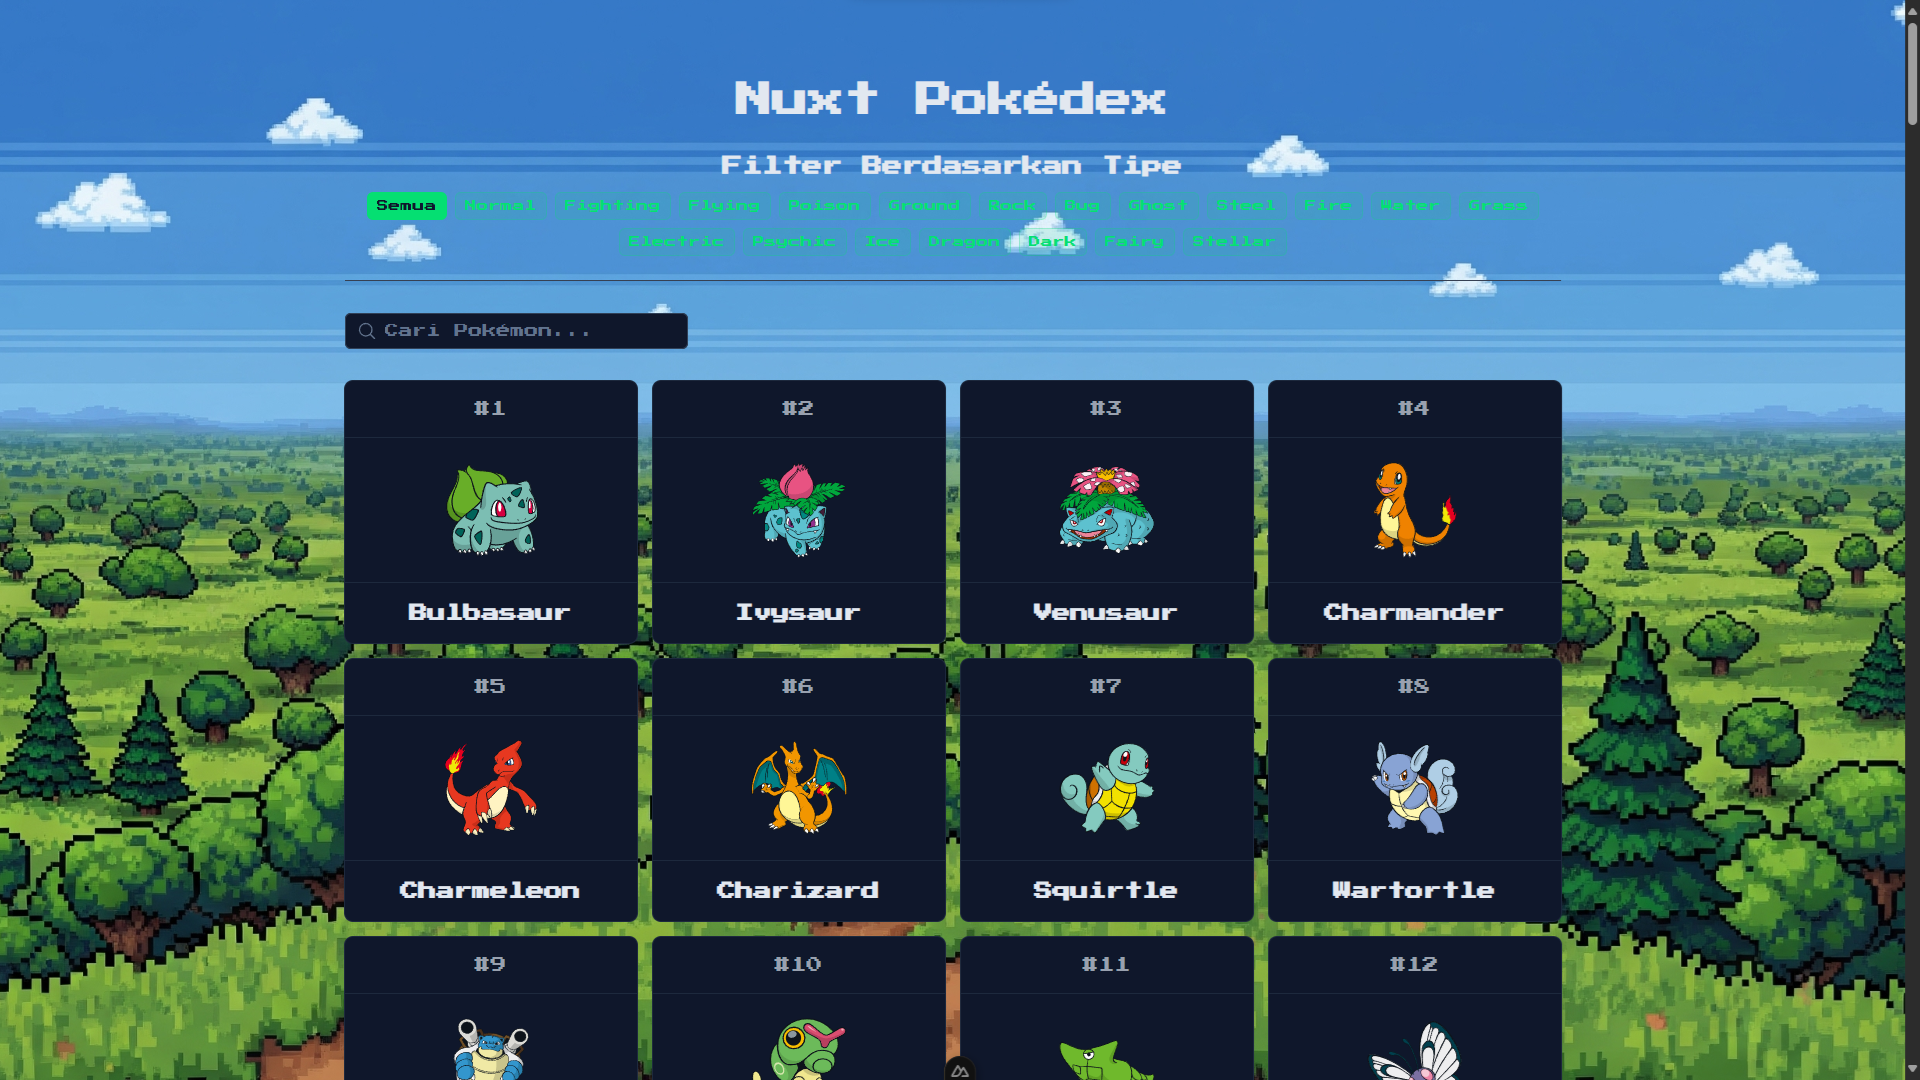 Nuxt Pokédex
Filter Berdasarkan Tipe
Semua Normal Fighting Flying Poison Ground Rock Bug Ghost Steel Fire Water Grass
Electric Psychic Ice Dragon Dark Fairy Stellar
Cari Pokémon...
#1 #2 #3 #4
Bulbasaur Ivysaur Venusaur Charmander
#5 #6 #7 #8
Charmeleon Charizard Squirtle Wartortle
#9 #10 #11 #12